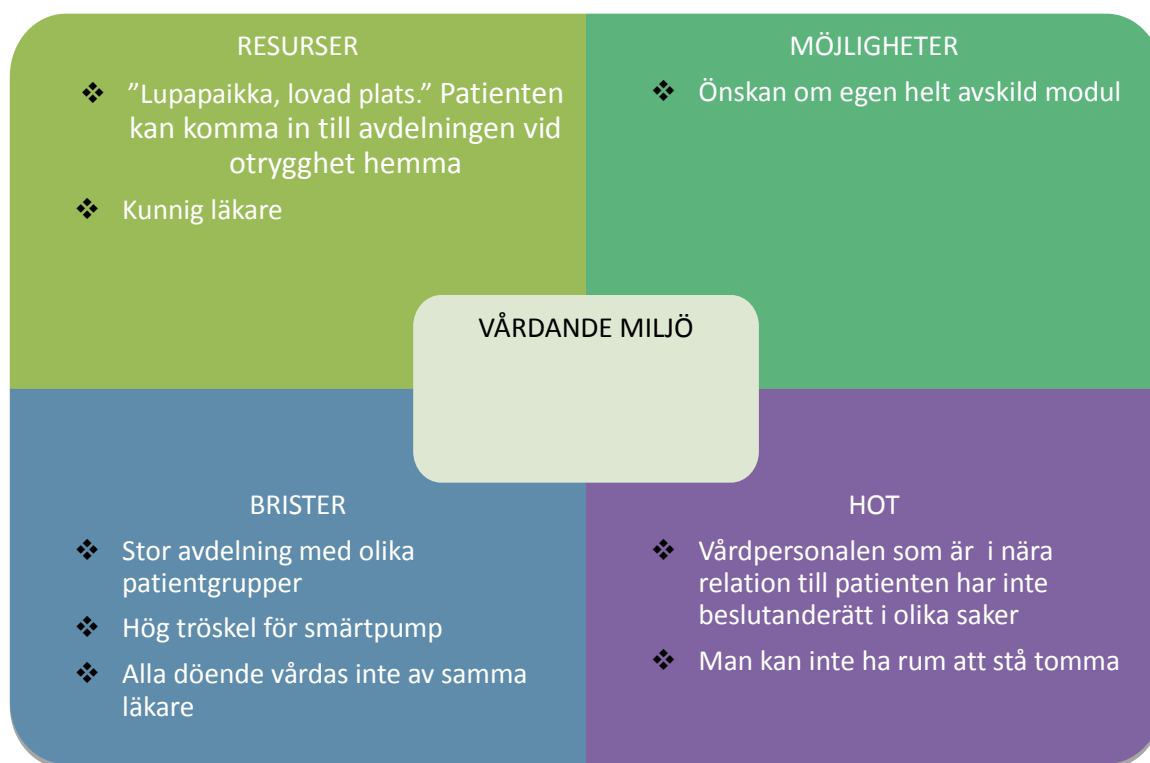 RESURSER
❖ ”Lupapaikka, lovad plats.” Patienten
kan komma in till avdelningen vid
otrygghet hemma
❖ Kunnig läkare
MÖJLIGHETER
❖ Önskan om egen helt avskild modul
VÅRDANDE MILJÖ
BRISTER
❖ Stor avdelning med olika
patientgrupper
❖ Hög tröskel för smärtpump
❖ Alla döende vårdas inte av samma
läkare
HOT
❖ Vårdpersonalen som är i nära
relation till patienten har inte
beslutanderätt i olika saker
❖ Man kan inte ha rum att stå tomma